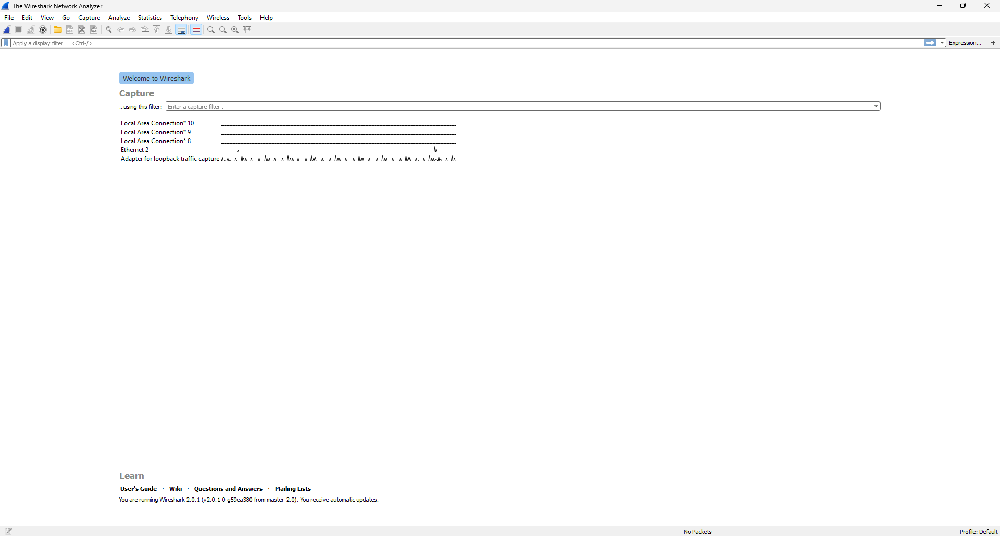 The Wireshark Network Analyzer
File Edit View Go Capture Analyze Statistics Telephony Wireless Tools Help
Apply a display filter ... <Ctrl-/> Expression... +
Welcome to Wireshark
Capture
...using this filter: Enter a capture filter ...
Local Area Connection* 10
Local Area Connection* 9
Local Area Connection* 8
Ethernet 2
Adapter for loopback traffic capture
Learn
User's Guide · Wiki · Questions and Answers · Mailing Lists
You are running Wireshark 2.0.1 (v2.0.1-0-g59ea380 from master-2.0). You receive automatic updates.
No Packets Profile: Default